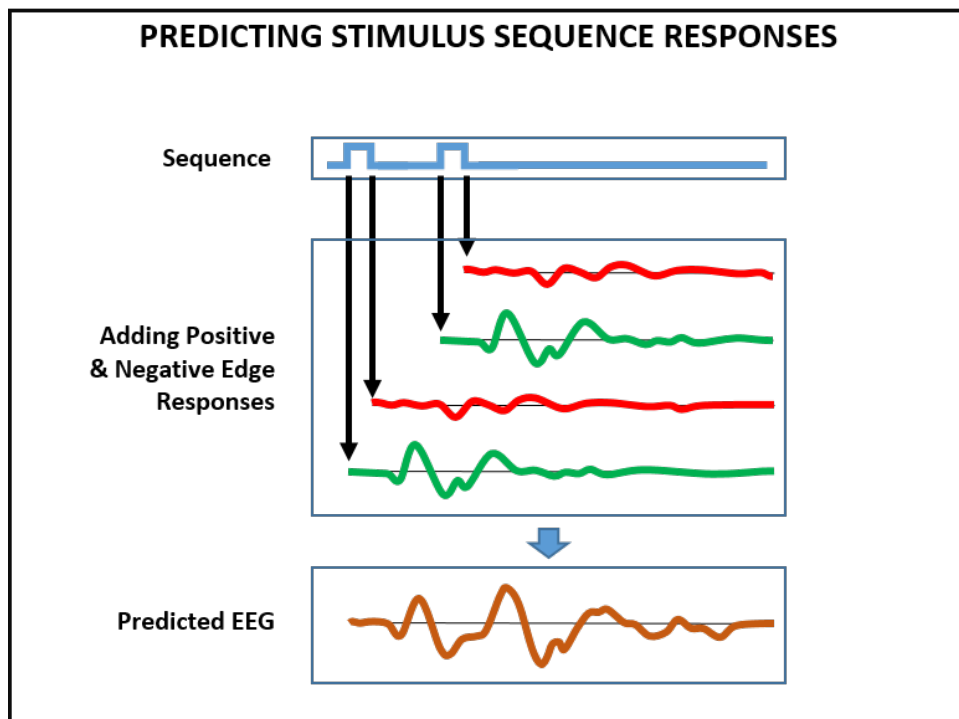 PREDICTING STIMULUS SEQUENCE RESPONSES
Sequence
Adding Positive
& Negative Edge
Responses
Predicted EEG